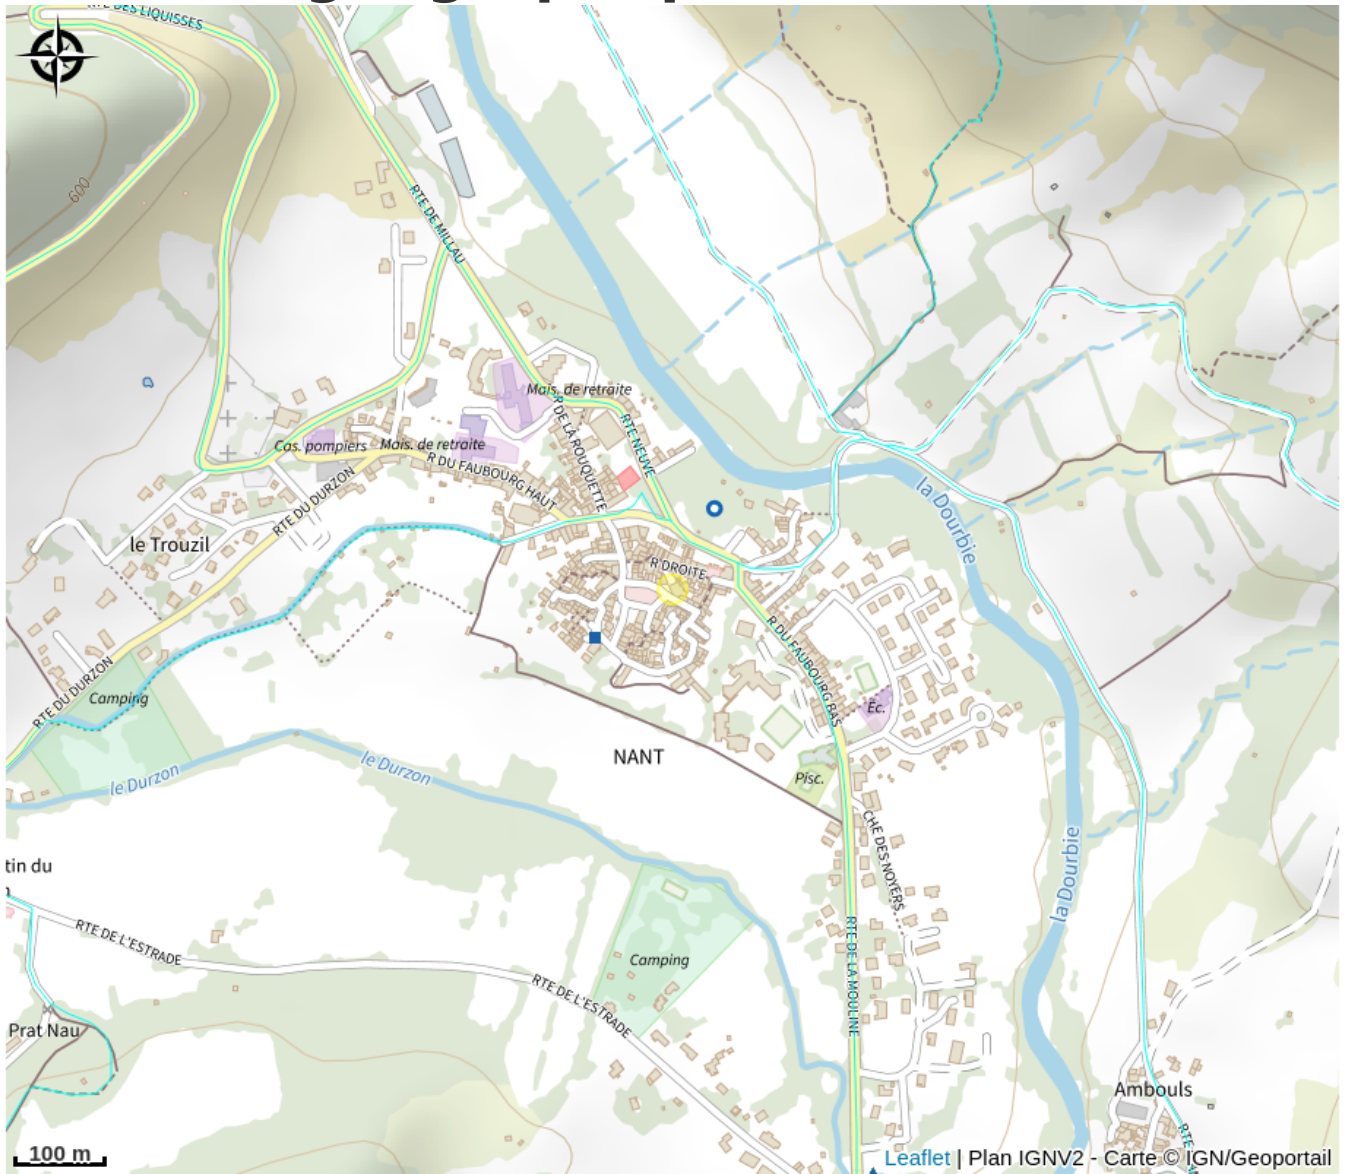 RTE DES LIQUISSES
600
RTE DE MILLAU
Mais. de retraite
R DE LA ROUQUETTE
RTE NEUVE
Cas. pompiers
Mais. de retraite
R DU FAUBOURG HAUT
RTE DU DURZON
la Dourbie
le Trouzil
R DROITE
R DU FAUBOURG BAS
RTE DU DURZON
Camping
Éc.
le Durzon
le Durzon
NANT
Pisc.
CHE DES NOYERS
la Dourbie
tin du
RTE DE L'ESTRADE
RTE DE LA MOULINE
Camping
RTE DE L'ESTRADE
Prat Nau
Ambouls
RTE
100 m
Leaflet | Plan IGNV2 - Carte © IGN/Geoportail